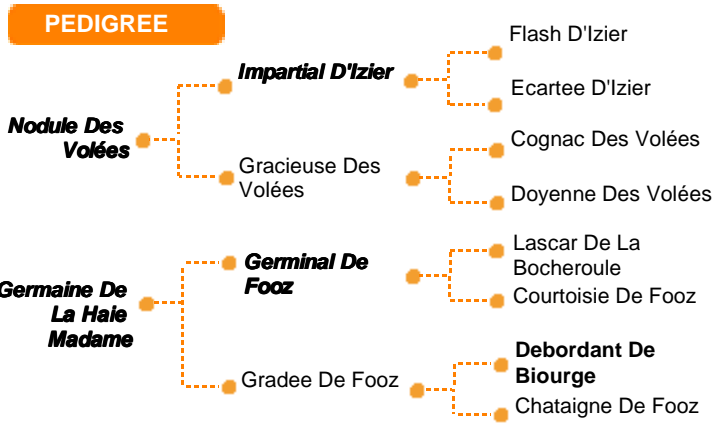 PEDIGREE
Flash D'Izier
Impartial D'Izier
Ecartee D'Izier
Nodule Des
Volées
Cognac Des Volées
Gracieuse Des
Volées
Doyenne Des Volées
Lascar De La
Bocheroule
Germinal De
Fooz
Courtoisie De Fooz
Germaine De
La Haie
Madame
Debordant De
Biourge
Gradee De Fooz
Chataigne De Fooz